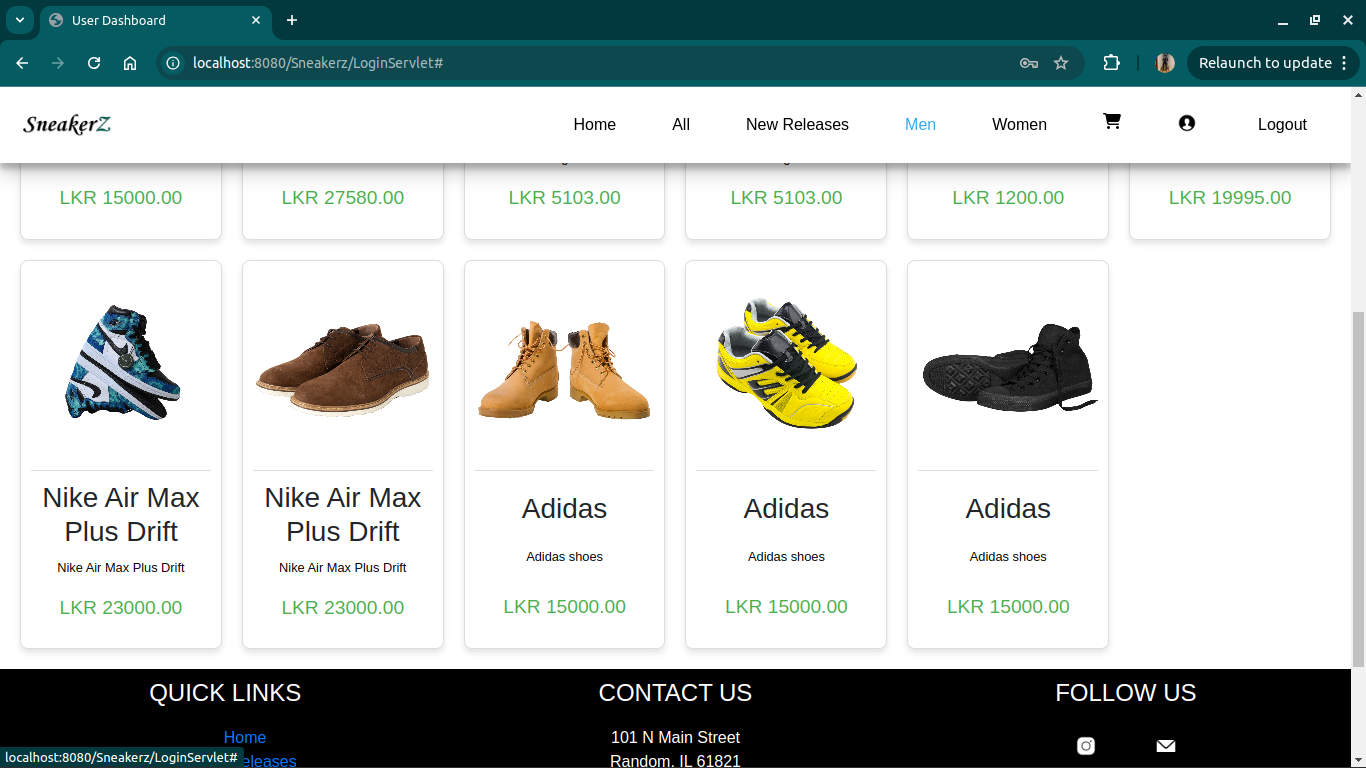 User Dashboard
localhost:8080/Sneakerz/LoginServlet#
Relaunch to update
SneakerZ
Home All New Releases Men Women Logout
LKR 15000.00 LKR 27580.00 LKR 5103.00 LKR 5103.00 LKR 1200.00 LKR 19995.00
Nike Air Max
Plus Drift
Nike Air Max Plus Drift
LKR 23000.00
Nike Air Max
Plus Drift
Nike Air Max Plus Drift
LKR 23000.00
Adidas
Adidas shoes
LKR 15000.00
Adidas
Adidas shoes
LKR 15000.00
Adidas
Adidas shoes
LKR 15000.00
QUICK LINKS
Home
eleases
CONTACT US
101 N Main Street
Random, IL 61821
FOLLOW US
localhost:8080/Sneakerz/LoginServlet#